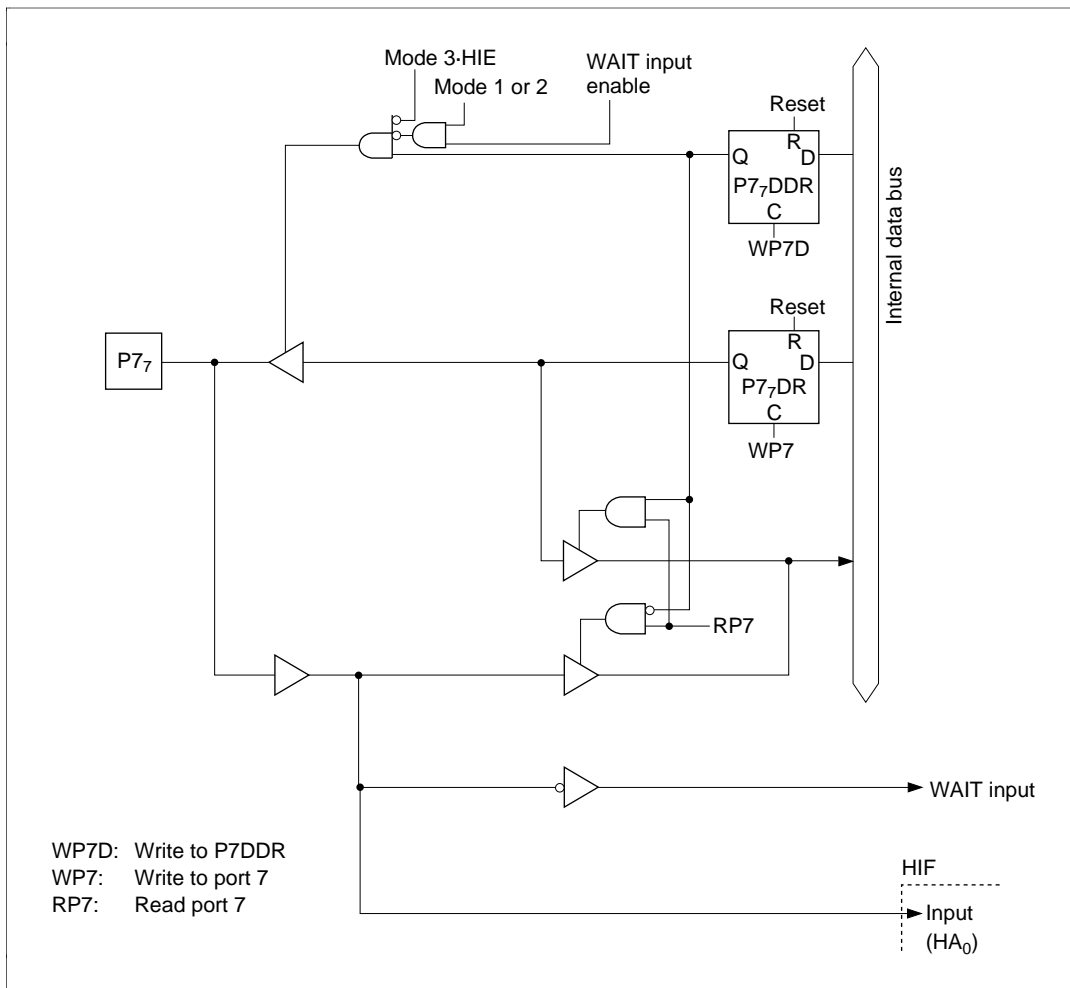 Mode 3·HIE
Mode 1 or 2
WAIT input
enable
Reset
R
Q
D
P7₇DDR
C
WP7D
Internal data bus
Reset
R
P7₇
Q
D
P7₇DR
C
WP7
RP7
WAIT input
WP7D: Write to P7DDR
WP7: Write to port 7
RP7: Read port 7
HIF
Input
(HA₀)